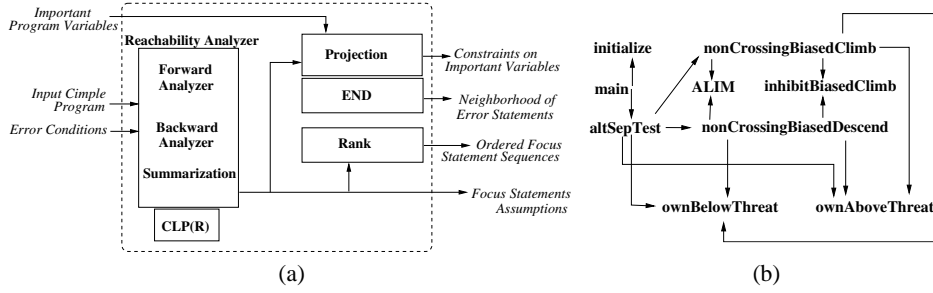 Important
Program Variables
Reachability Analyzer
Forward
Analyzer
Input Cimple
Program
Error Conditions
Backward
Analyzer
Summarization
CLP(R)
Projection
END
Rank
Constraints on
Important Variables
Neighborhood of
Error Statements
Ordered Focus
Statement Sequences
Focus Statements
Assumptions
(a)
initialize
nonCrossingBiasedClimb
main
ALIM
inhibitBiasedClimb
altSepTest
nonCrossingBiasedDescend
ownBelowThreat
ownAboveThreat
(b)